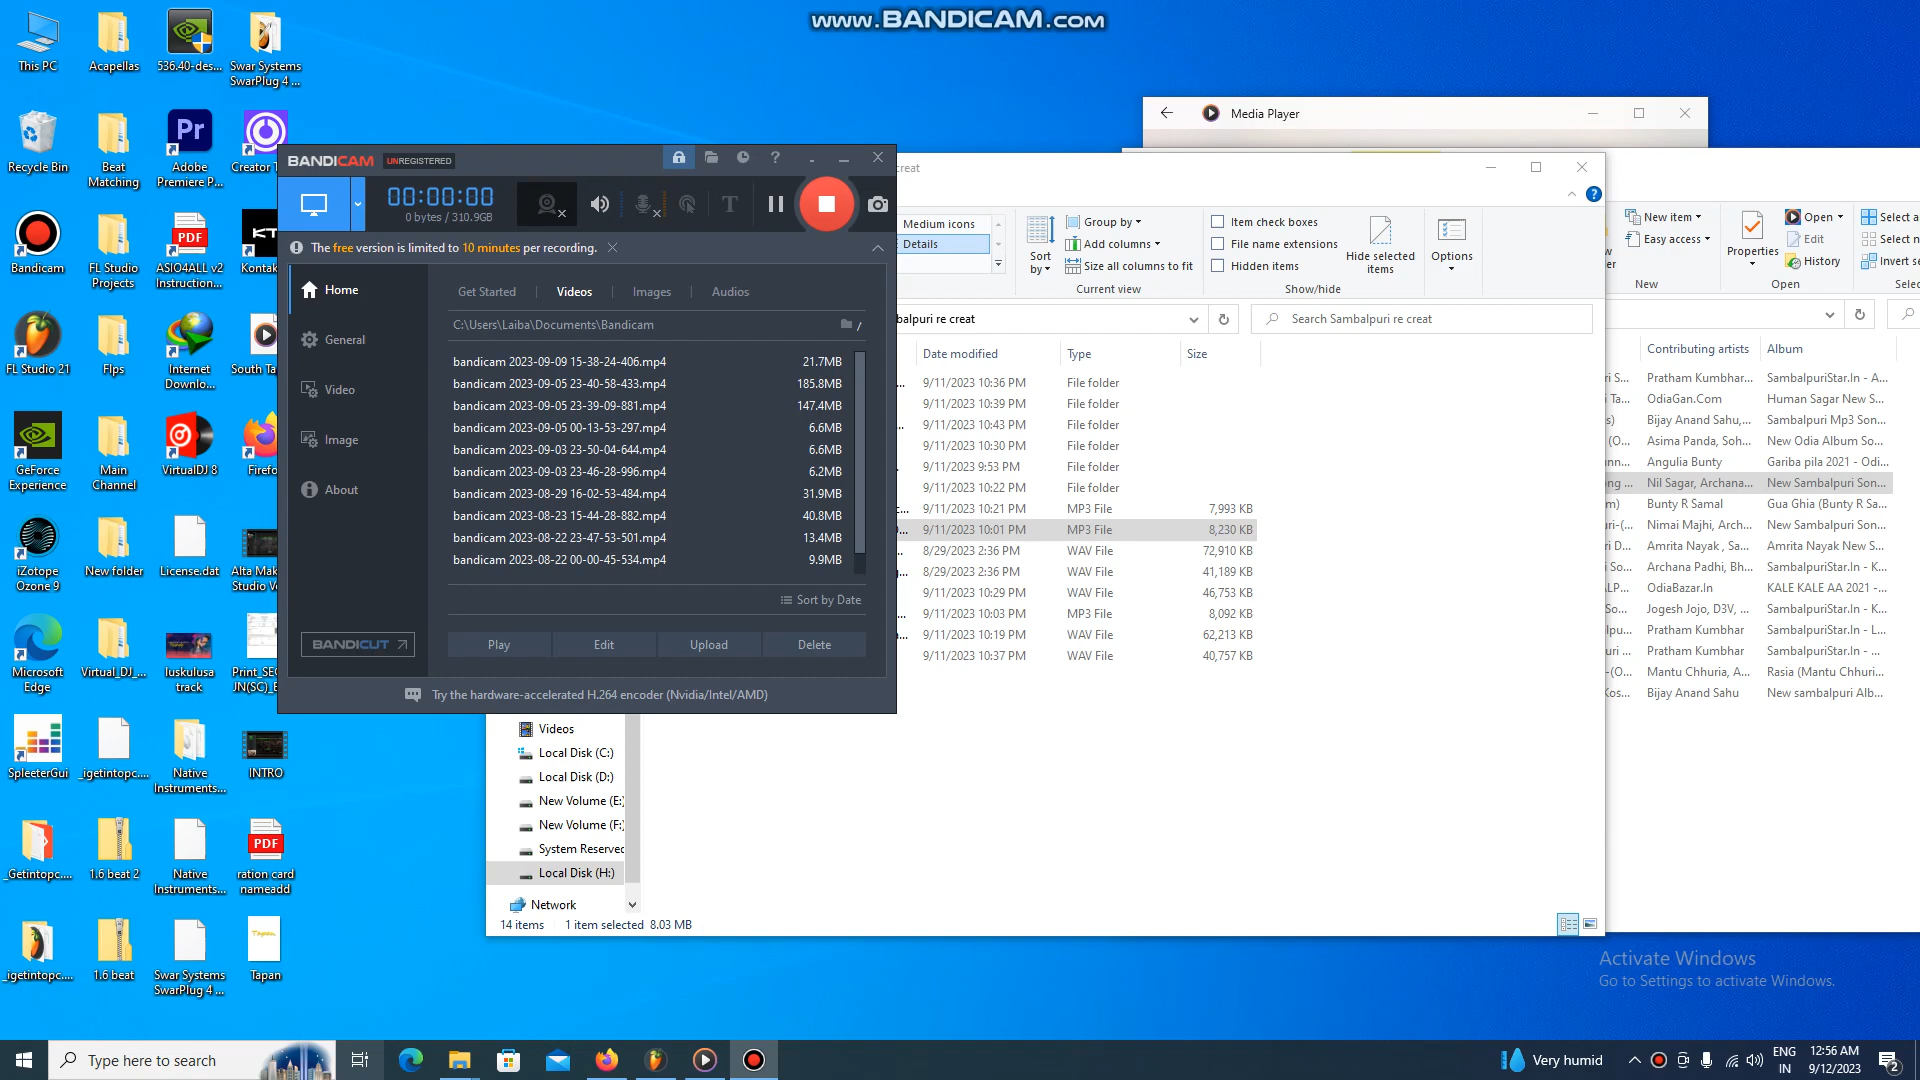 www.BANDICAM.com
This PC
Acapellas
536.40-des...
Swar Systems
SwarPlug 4 ...
Recycle Bin
Beat
Matching
Adobe
Premiere P...
Creator T
Bandicam
FL Studio
Projects
ASIO4ALL v2
Instruction...
Kontak
FL Studio 21
Flps
Internet
Downlo...
South Ta
GeForce
Experience
Main
Channel
VirtualDJ 8
Firefo
iZotope
Ozone 9
New folder
License.dat
Alta Mak
Studio Ve
Microsoft
Edge
Virtual_DJ_...
luskulusa
track
Print_SEC
JN(SC)_E
SpleeterGui
_igetintopc....
Native
Instruments...
INTRO
_Getintopc....
1.6 beat 2
Native
Instruments...
PDF
ration card
nameadd
_igetintopc....
1.6 beat
Swar Systems
SwarPlug 4 ...
Tapan
BANDICAM UNREGISTERED
00:00:00
0 bytes / 310.9GB
The free version is limited to 10 minutes per recording.
Home
General
Video
Image
About
BANDICUT
Get Started
Videos
Images
Audios
C:\Users\Laiba\Documents\Bandicam
bandicam 2023-09-09 15-38-24-406.mp4 21.7MB
bandicam 2023-09-05 23-40-58-433.mp4 185.8MB
bandicam 2023-09-05 23-39-09-881.mp4 147.4MB
bandicam 2023-09-05 00-13-53-297.mp4 6.6MB
bandicam 2023-09-03 23-50-04-644.mp4 6.6MB
bandicam 2023-09-03 23-46-28-996.mp4 6.2MB
bandicam 2023-08-29 16-02-53-484.mp4 31.9MB
bandicam 2023-08-23 15-44-28-882.mp4 40.8MB
bandicam 2023-08-22 23-47-53-501.mp4 13.4MB
bandicam 2023-08-22 00-00-45-534.mp4 9.9MB
Sort by Date
Play Edit Upload Delete
Try the hardware-accelerated H.264 encoder (Nvidia/Intel/AMD)
Media Player
creat
Medium icons
Details
Sort
by
Group by
Add columns
Size all columns to fit
Current view
Item check boxes
File name extensions
Hidden items
Hide selected
items
Show/hide
Options
balpuri re creat
Search Sambalpuri re creat
Date modified Type Size
9/11/2023 10:36 PM File folder
9/11/2023 10:39 PM File folder
9/11/2023 10:43 PM File folder
9/11/2023 10:30 PM File folder
9/11/2023 9:53 PM File folder
9/11/2023 10:22 PM File folder
9/11/2023 10:21 PM MP3 File 7,993 KB
9/11/2023 10:01 PM MP3 File 8,230 KB
8/29/2023 2:36 PM WAV File 72,910 KB
8/29/2023 2:36 PM WAV File 41,189 KB
9/11/2023 10:29 PM WAV File 46,753 KB
9/11/2023 10:03 PM MP3 File 8,092 KB
9/11/2023 10:19 PM WAV File 62,213 KB
9/11/2023 10:37 PM WAV File 40,757 KB
Videos
Local Disk (C:)
Local Disk (D:)
New Volume (E:)
New Volume (F:)
System Reserved
Local Disk (H:)
Network
14 items 1 item selected 8.03 MB
New item
Easy access
New
Properties
Open
Edit
History
Open
Select a
Select n
Invert se
Selec
Contributing artists Album
ri S... Pratham Kumbhar... SambalpuriStar.In - A...
ri Ta... OdiaGan.Com Human Sagar New S...
s) Bijay Anand Sahu,... Sambalpuri Mp3 Son...
(O... Asima Panda, Soh... New Odia Album So...
nn... Angulia Bunty Gariba pila 2021 - Odi...
ng ... Nil Sagar, Archana... New Sambalpuri Son...
m) Bunty R Samal Gua Ghia (Bunty R Sa...
ri-(... Nimai Majhi, Arch... New Sambalpuri Son...
ri D... Amrita Nayak , Sa... Amrita Nayak New S...
ri So... Archana Padhi, Bh... New Sambalpuri Son...
ALP... OdiaBazar.In KALE KALE AA 2021 -...
So... Jogesh Jojo, D3V, ... SambalpuriStar.In - K...
lpu... Pratham Kumbhar SambalpuriStar.In - L...
uri ... Pratham Kumbhar SambalpuriStar.In - ...
-(O... Mantu Chhuria, A... Rasia (Mantu Chhuri...
Kos... Bijay Anand Sahu New sambalpuri Alb...
Activate Windows
Go to Settings to activate Windows.
Type here to search
Very humid
ENG
IN
12:56 AM
9/12/2023
2